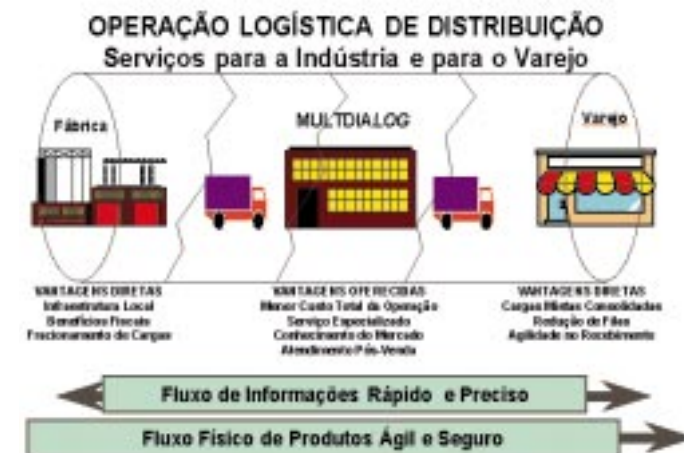 OPERAÇÃO LOGÍSTICA DE DISTRIBUIÇÃO
Serviços para a Indústria e para o Varejo
Fábrica
MULTDIALOG
Varejo
VANTAGENS DIRETAS
Infraestrutura Local
Benefícios Fiscais
Fracionamento de Cargas
VANTAGENS OFERECIDAS
Menor Custo Total da Operação
Serviço Especializado
Conhecimento do Mercado
Atendimento Pós-Venda
VANTAGENS DIRETAS
Cargas Mistas Consolidadas
Redução de Filas
Agilidade no Recebimento
Fluxo de Informações Rápido e Preciso
Fluxo Físico de Produtos Ágil e Seguro